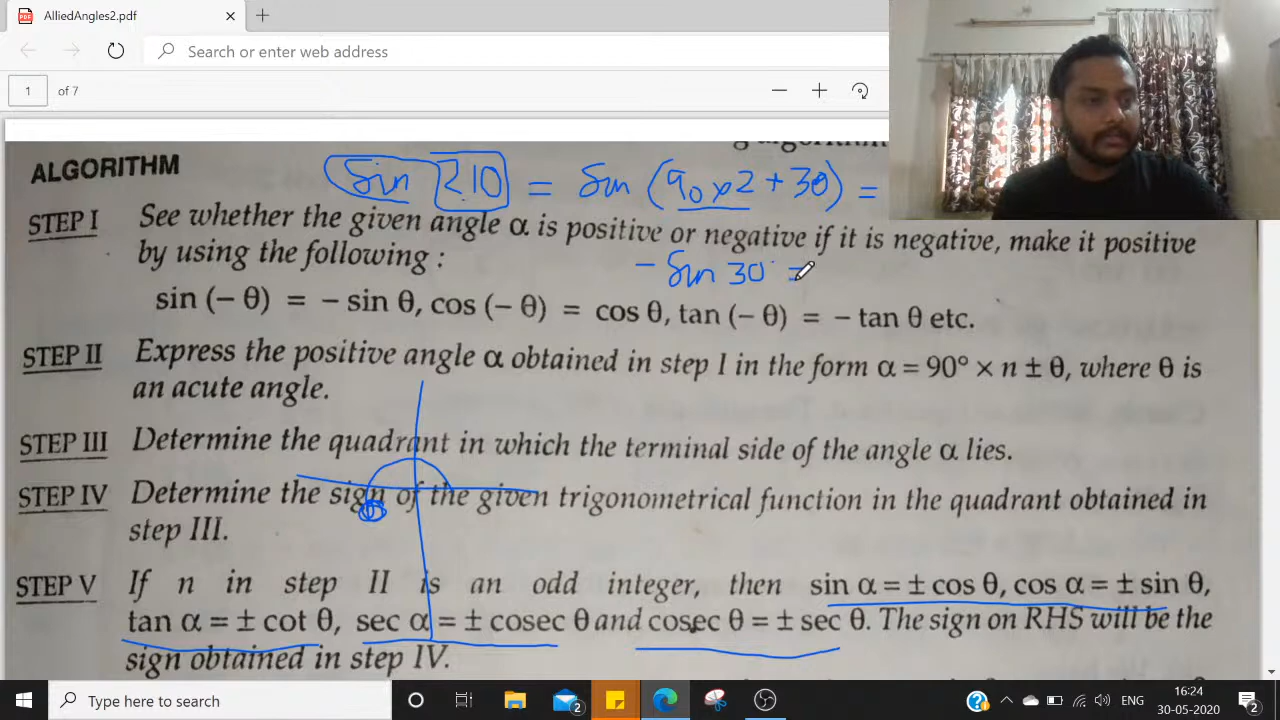 AlliedAngles2.pdf
Search or enter web address
1 of 7
ALGORITHM
sin 210 = sin (90 × 2 + 30) =
STEP I See whether the given angle α is positive or negative if it is negative, make it positive
by using the following :
- sin 30° =
sin (– θ) = – sin θ, cos (– θ) = cos θ, tan (– θ) = – tan θ etc.
STEP II Express the positive angle α obtained in step I in the form α = 90° × n ± θ, where θ is
an acute angle.
STEP III Determine the quadrant in which the terminal side of the angle α lies.
STEP IV Determine the sign of the given trigonometrical function in the quadrant obtained in
step III.
STEP V If n in step II is an odd integer, then sin α = ± cos θ, cos α = ± sin θ,
tan α = ± cot θ, sec α = ± cosec θ and cosec θ = ± sec θ. The sign on RHS will be the
sign obtained in step IV.
Type here to search
2
ENG
16:24
30-05-2020
2